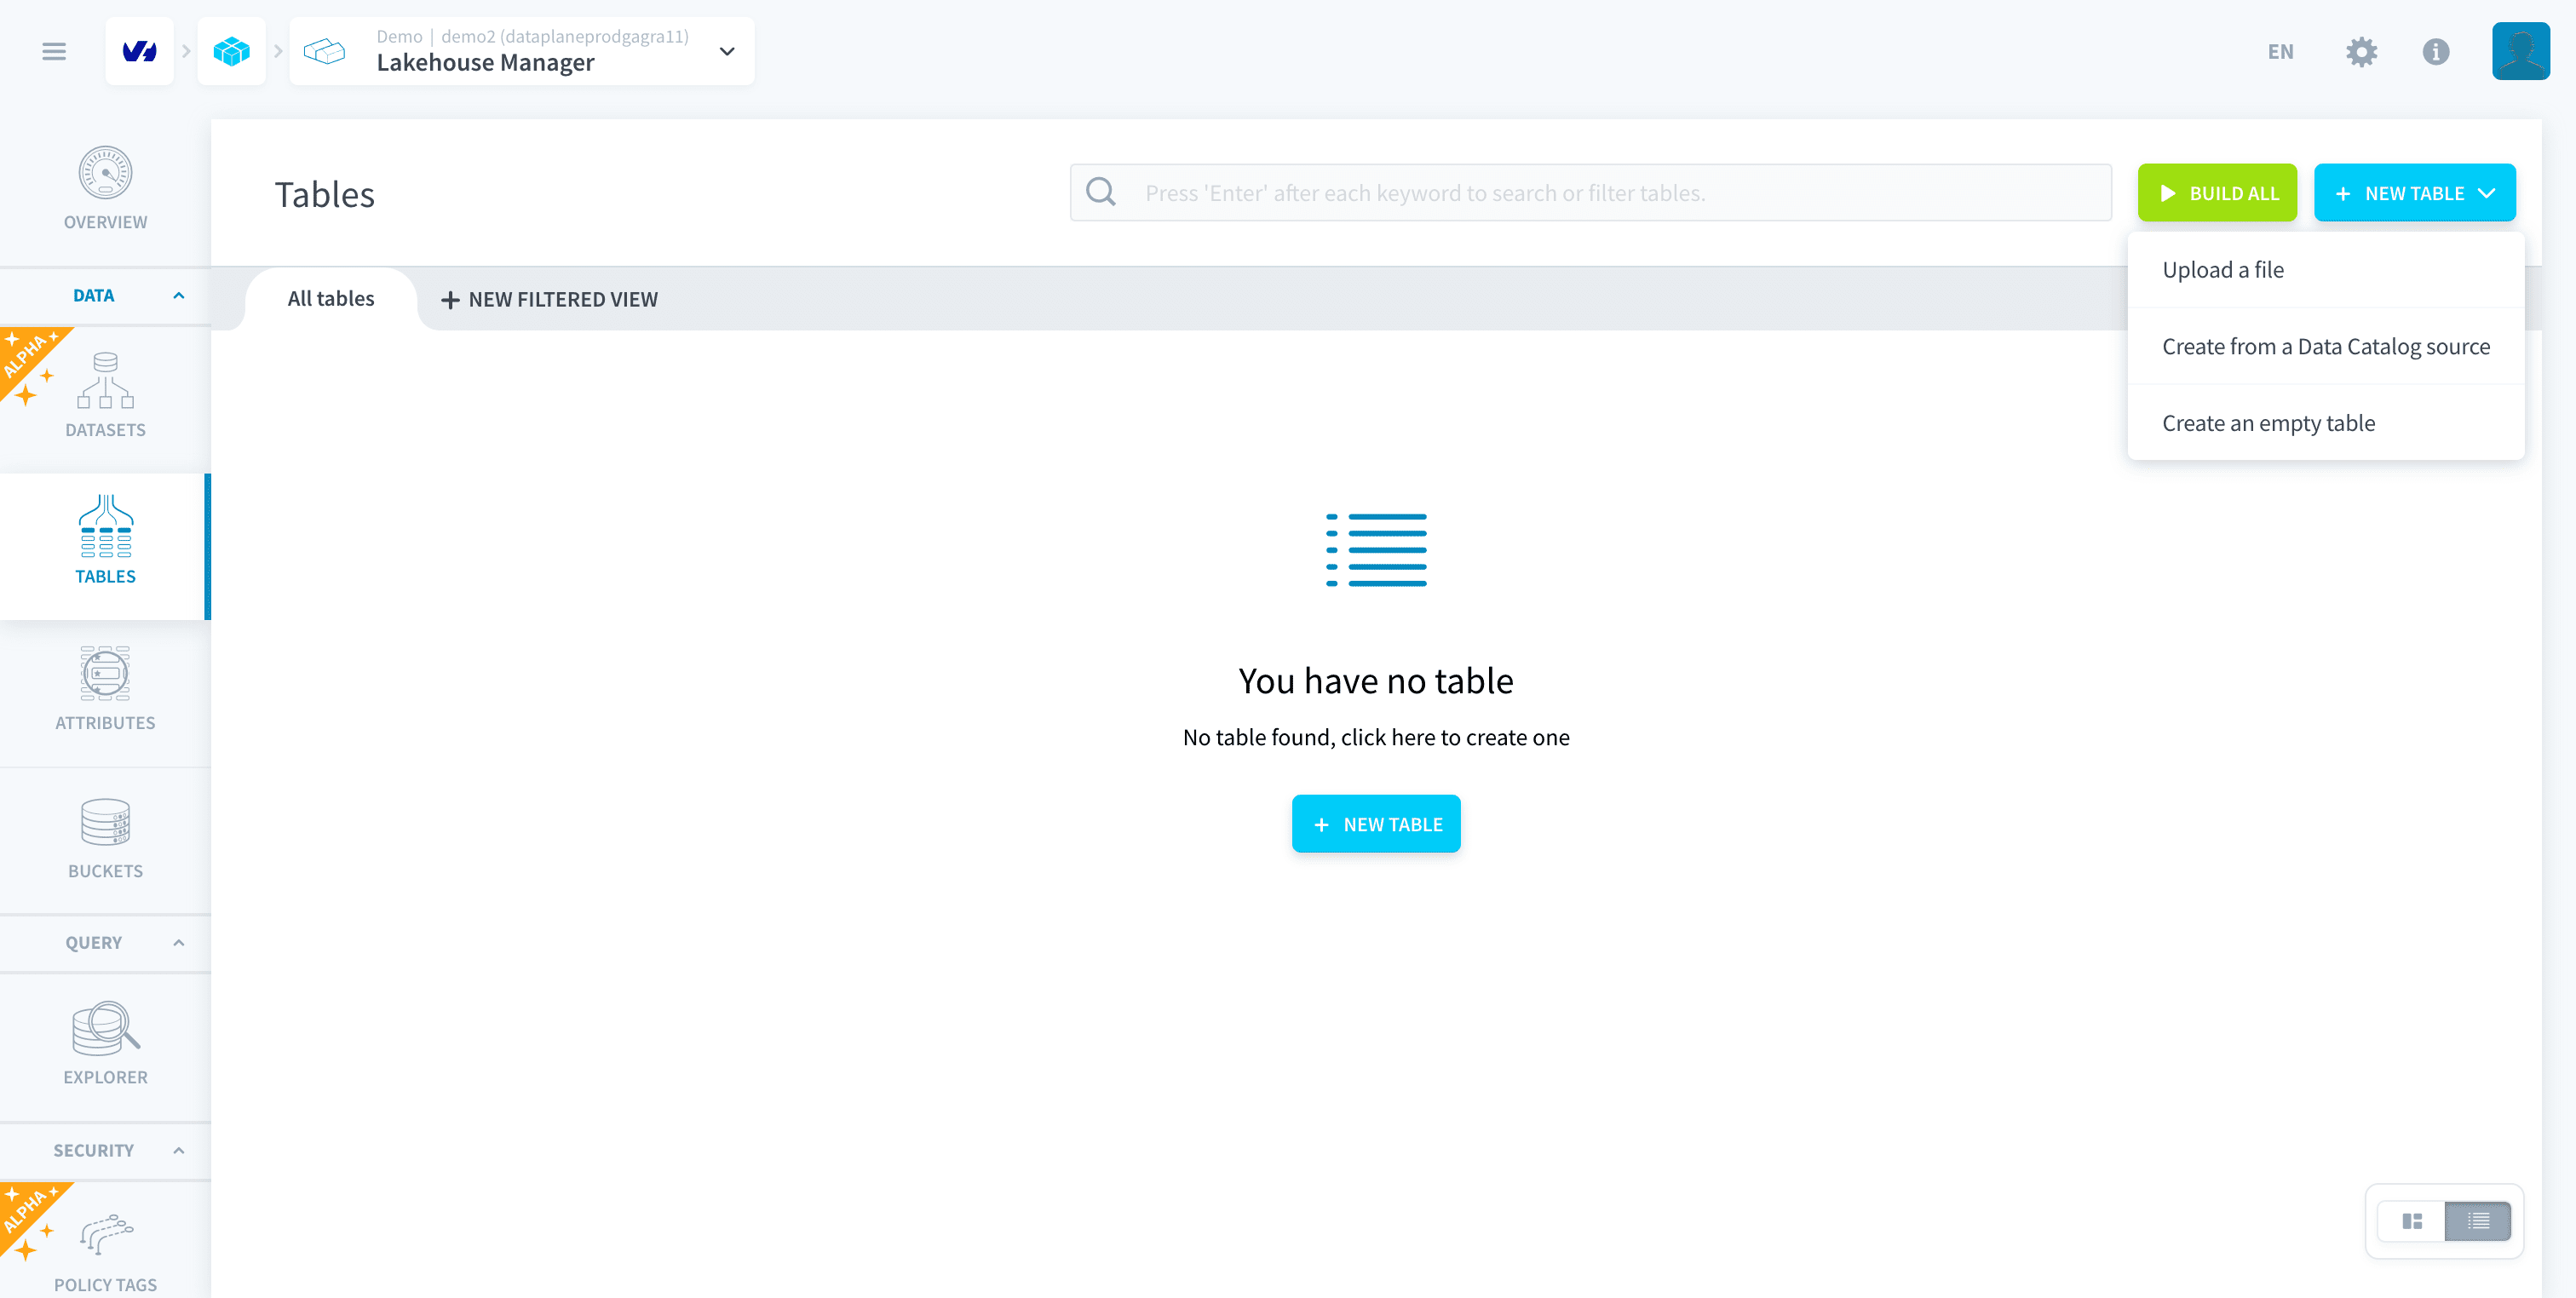 Demo | demo2 (dataplaneprodgagra11)
Lakehouse Manager
EN
OVERVIEW
DATA
ALPHA
DATASETS
TABLES
ATTRIBUTES
BUCKETS
QUERY
EXPLORER
SECURITY
ALPHA
POLICY TAGS
Tables
Press 'Enter' after each keyword to search or filter tables.
BUILD ALL
+ NEW TABLE
Upload a file
Create from a Data Catalog source
Create an empty table
All tables
+ NEW FILTERED VIEW
You have no table
No table found, click here to create one
+ NEW TABLE